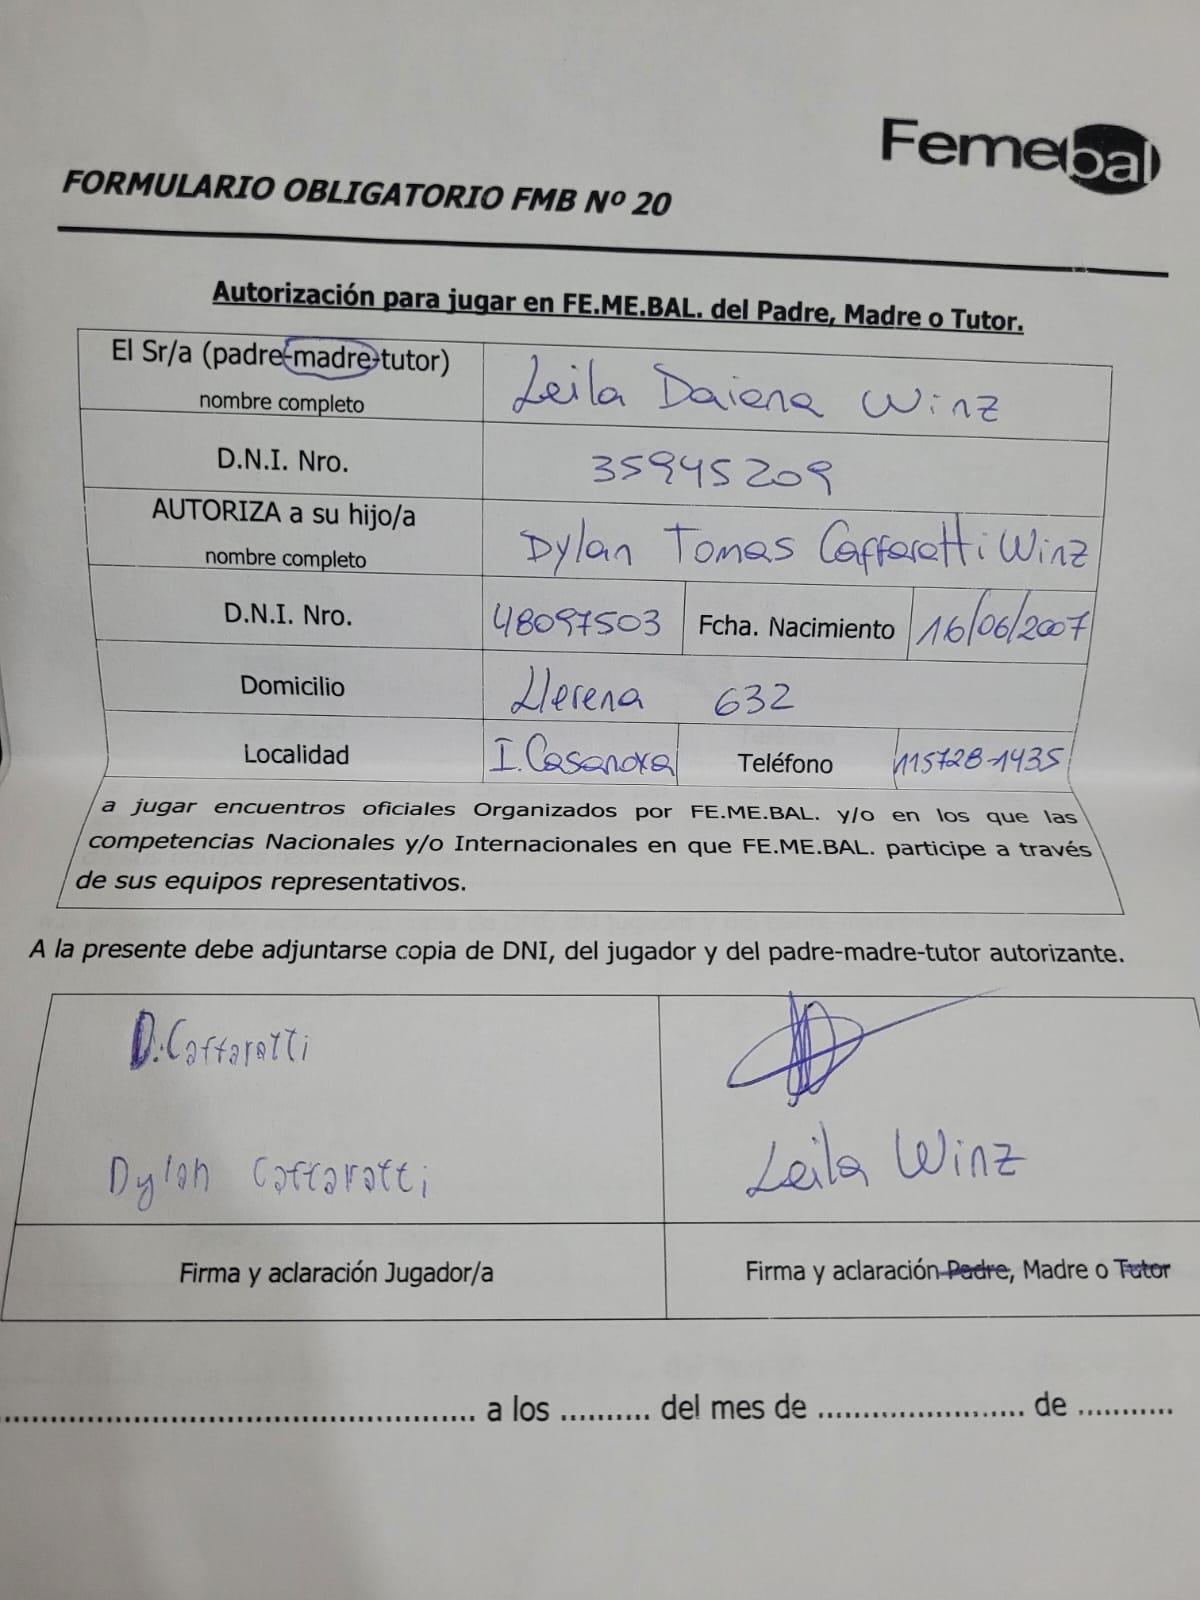 Femebal
FORMULARIO OBLIGATORIO FMB Nº 20
Autorización para jugar en FE.ME.BAL. del Padre, Madre o Tutor.
El Sr/a (padre-madre-tutor)
nombre completo
Leila Daiana Winz
D.N.I. Nro.
35945209
AUTORIZA a su hijo/a
nombre completo
Dylan Tomas Caffaratti Winz
D.N.I. Nro.
48097503
Fcha. Nacimiento
16/06/2007
Domicilio
Llerena 632
Localidad
I. Casanova
Teléfono
115728-1435
a jugar encuentros oficiales Organizados por FE.ME.BAL. y/o en los que las
competencias Nacionales y/o Internacionales en que FE.ME.BAL. participe a través
de sus equipos representativos.
A la presente debe adjuntarse copia de DNI, del jugador y del padre-madre-tutor autorizante.
D. Caffaratti
Dylan Caffaratti
Leila Winz
Firma y aclaración Jugador/a
Firma y aclaración Padre, Madre o Tutor
.................................................... a los .......... del mes de ....................... de ...........